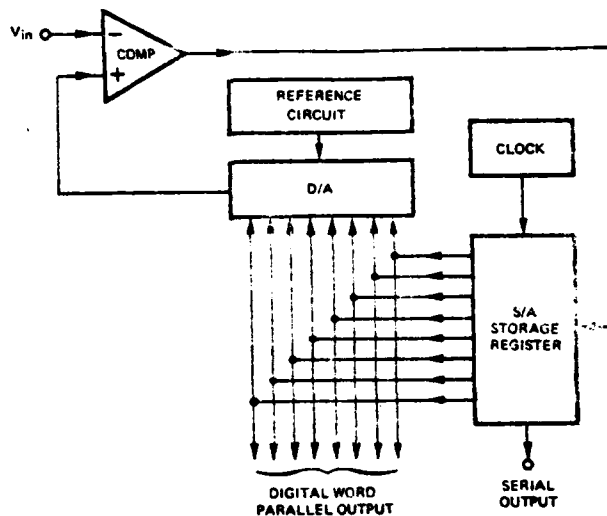 Vin
−
COMP
+
REFERENCE
CIRCUIT
D/A
CLOCK
S/A
STORAGE
REGISTER
DIGITAL WORD
PARALLEL OUTPUT
SERIAL
OUTPUT